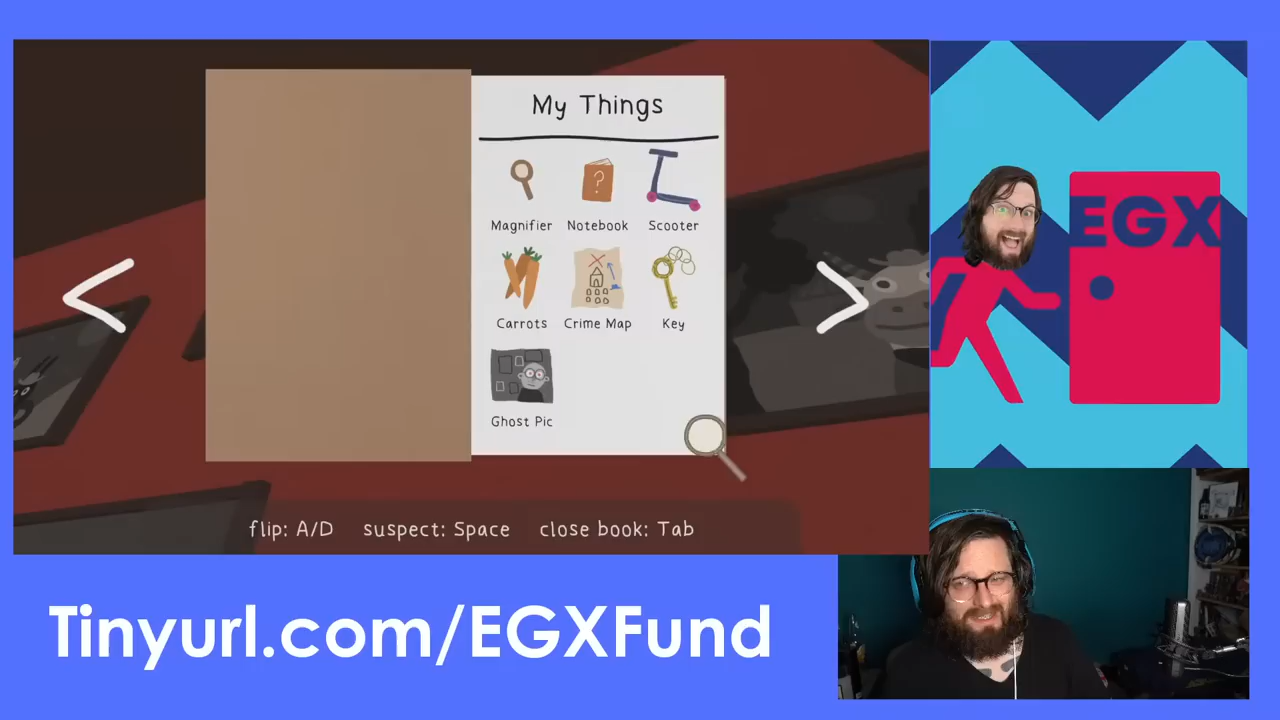 My Things
Magnifier Notebook Scooter
?
Carrots Crime Map Key
Ghost Pic
flip: A/D suspect: Space close book: Tab
EGX
Tinyurl.com/EGXFund